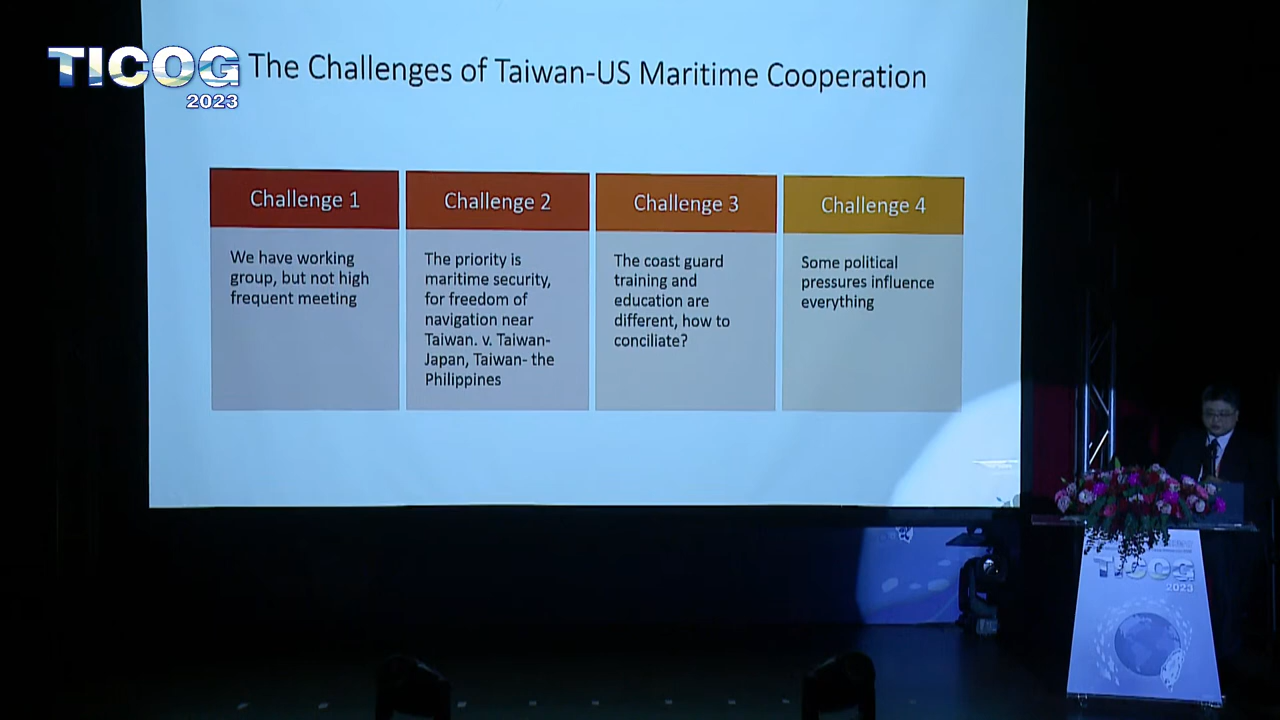 TICOG
2023
The Challenges of Taiwan-US Maritime Cooperation
Challenge 1
We have working
group, but not high
frequent meeting
Challenge 2
The priority is
maritime security,
for freedom of
navigation near
Taiwan. v. Taiwan-
Japan, Taiwan- the
Philippines
Challenge 3
The coast guard
training and
education are
different, how to
conciliate?
Challenge 4
Some political
pressures influence
everything
TICOG
2023